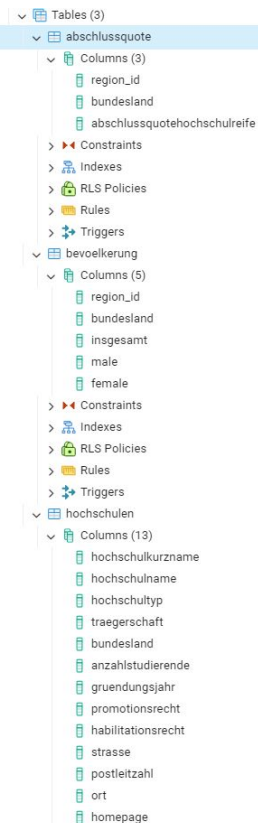 Tables (3)
abschlussquote
Columns (3)
region_id
bundesland
abschlussquotehochschulreife
Constraints
Indexes
RLS Policies
Rules
Triggers
bevoelkerung
Columns (5)
region_id
bundesland
insgesamt
male
female
Constraints
Indexes
RLS Policies
Rules
Triggers
hochschulen
Columns (13)
hochschulkurzname
hochschulname
hochschultyp
traegerschaft
bundesland
anzahlstudierende
gruendungsjahr
promotionsrecht
habilitationsrecht
strasse
postleitzahl
ort
homepage